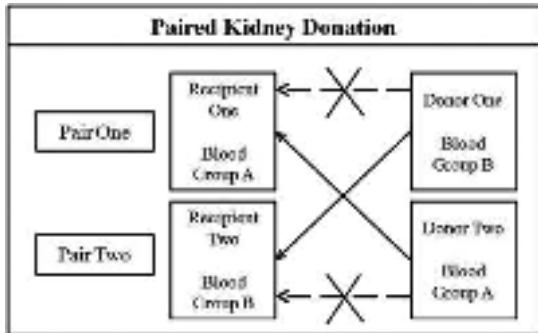 Paired Kidney Donation
Pair One
Recipient
One
Blood
Group A
Donor One
Blood
Group B
Pair Two
Recipient
Two
Blood
Group B
Donor Two
Blood
Group A